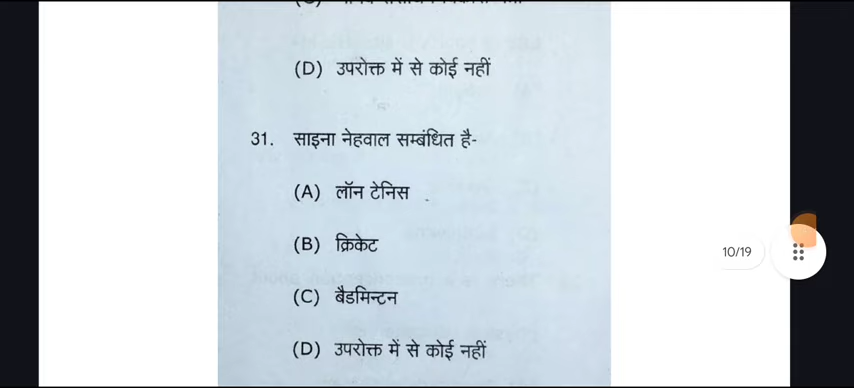 (D) उपरोक्त में से कोई नहीं
31. साइना नेहवाल सम्बंधित है-
(A) लॉन टेनिस
(B) क्रिकेट
10/19
(C) बैडमिन्टन
(D) उपरोक्त में से कोई नहीं